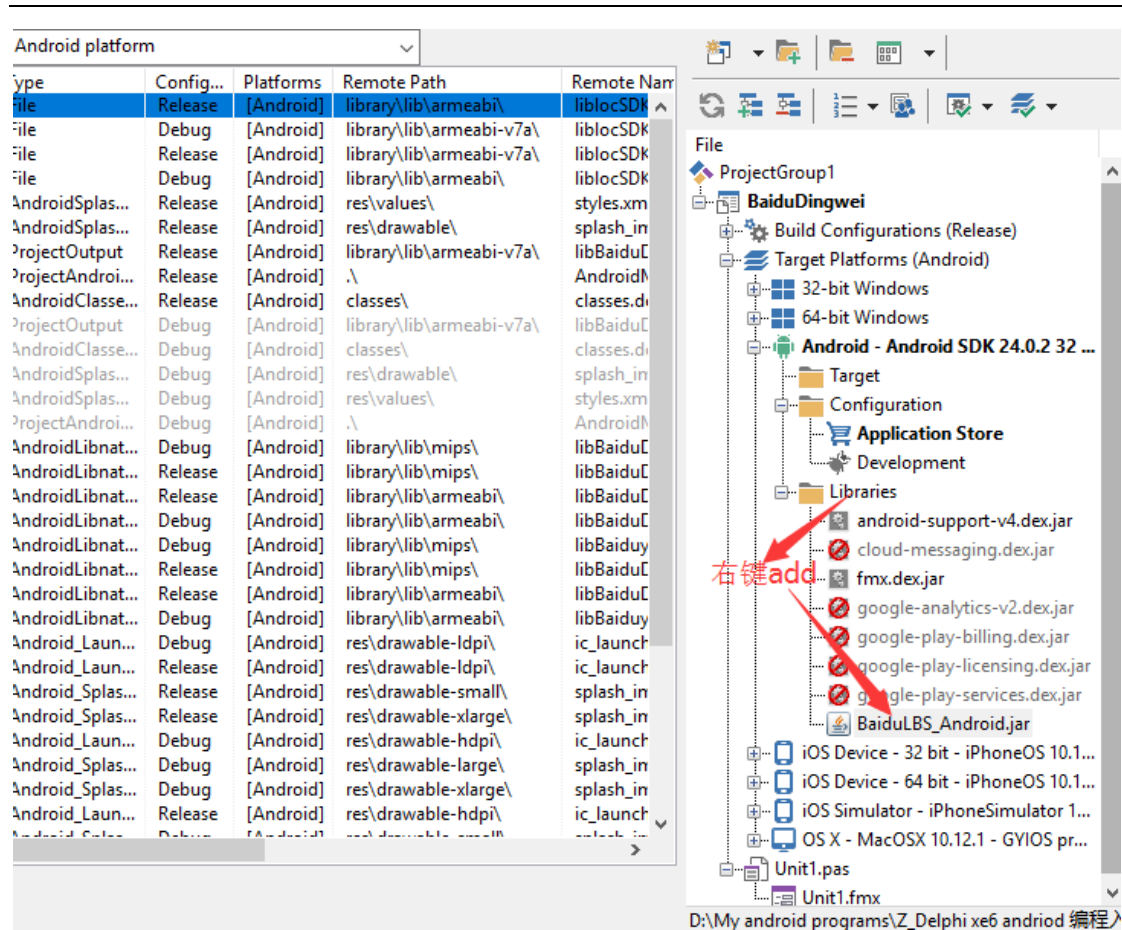 Android platform
Type Config... Platforms Remote Path Remote Nam
File Release [Android] library\lib\armeabi\ liblocSDK
File Debug [Android] library\lib\armeabi-v7a\ liblocSDK
File Release [Android] library\lib\armeabi-v7a\ liblocSDK
File Debug [Android] library\lib\armeabi\ liblocSDK
AndroidSplas... Release [Android] res\values\ styles.xm
AndroidSplas... Release [Android] res\drawable\ splash_im
ProjectOutput Release [Android] library\lib\armeabi-v7a\ libBaiduD
ProjectAndroi... Release [Android] .\ AndroidM
AndroidClasse... Release [Android] classes\ classes.de
ProjectOutput Debug [Android] library\lib\armeabi-v7a\ libBaiduD
AndroidClasse... Debug [Android] classes\ classes.de
AndroidSplas... Debug [Android] res\drawable\ splash_im
AndroidSplas... Debug [Android] res\values\ styles.xm
ProjectAndroi... Debug [Android] .\ AndroidM
AndroidLibnat... Debug [Android] library\lib\mips\ libBaiduD
AndroidLibnat... Release [Android] library\lib\mips\ libBaiduD
AndroidLibnat... Release [Android] library\lib\armeabi\ libBaiduD
AndroidLibnat... Debug [Android] library\lib\armeabi\ libBaiduD
AndroidLibnat... Debug [Android] library\lib\mips\ libBaiduy
AndroidLibnat... Release [Android] library\lib\mips\ libBaiduD
AndroidLibnat... Release [Android] library\lib\armeabi\ libBaiduD
AndroidLibnat... Debug [Android] library\lib\armeabi\ libBaiduy
Android_Laun... Debug [Android] res\drawable-ldpi\ ic_launch
Android_Laun... Release [Android] res\drawable-ldpi\ ic_launch
Android_Splas... Release [Android] res\drawable-small\ splash_im
Android_Splas... Release [Android] res\drawable-xlarge\ splash_im
Android_Laun... Debug [Android] res\drawable-hdpi\ ic_launch
Android_Splas... Debug [Android] res\drawable-large\ splash_im
Android_Splas... Debug [Android] res\drawable-xlarge\ splash_im
Android_Laun... Release [Android] res\drawable-hdpi\ ic_launch
File
ProjectGroup1
BaiduDingwei
Build Configurations (Release)
Target Platforms (Android)
32-bit Windows
64-bit Windows
Android - Android SDK 24.0.2 32 ...
Target
Configuration
Application Store
Development
Libraries
android-support-v4.dex.jar
cloud-messaging.dex.jar
右键add
fmx.dex.jar
google-analytics-v2.dex.jar
google-play-billing.dex.jar
google-play-licensing.dex.jar
google-play-services.dex.jar
BaiduLBS_Android.jar
iOS Device - 32 bit - iPhoneOS 10.1...
iOS Device - 64 bit - iPhoneOS 10.1...
iOS Simulator - iPhoneSimulator 1...
OS X - MacOSX 10.12.1 - GYIOS pr...
Unit1.pas
Unit1.fmx
D:\My android programs\Z_Delphi xe6 andriod 编程入